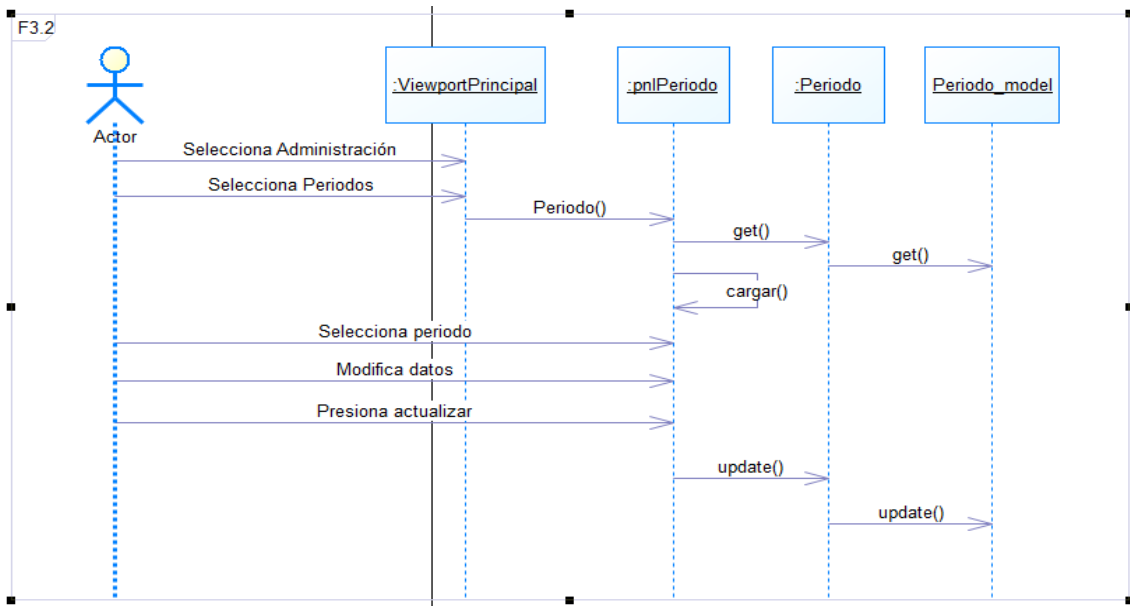 F3.2
:ViewportPrincipal
:pnlPeriodo
:Periodo
Periodo_model
Actor
Selecciona Administración
Selecciona Periodos
Periodo()
get()
get()
cargar()
Selecciona periodo
Modifica datos
Presiona actualizar
update()
update()